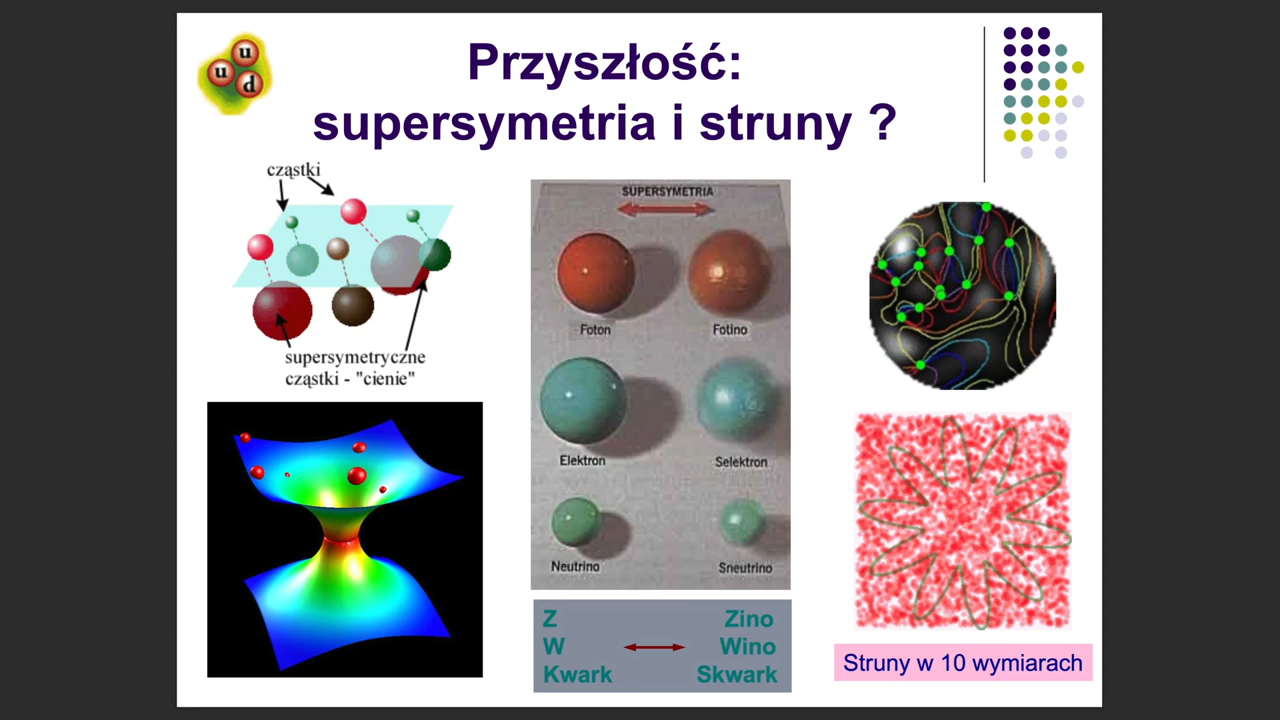 u
u
d
Przyszłość:
supersymetria i struny ?
cząstki
supersymetryczne
cząstki - "cienie"
SUPERSYMETRIA
Foton Fotino
Elektron Selektron
Neutrino Sneutrino
Z Zino
W Wino
Kwark Skwark
Struny w 10 wymiarach